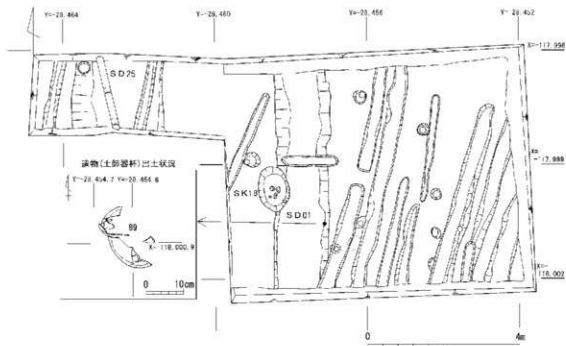 Y=-28.464
Y=-28.460
Y=-28.456
Y-28.452
X=-117.996
SD25
遺物(土師器杯)出土状況
Y=-28.454.7 Y=-28.454.6
X=
-117.999
SK19
SD01
89
X-118.000.9
X=-
-118.002
0 10cm
0 4m